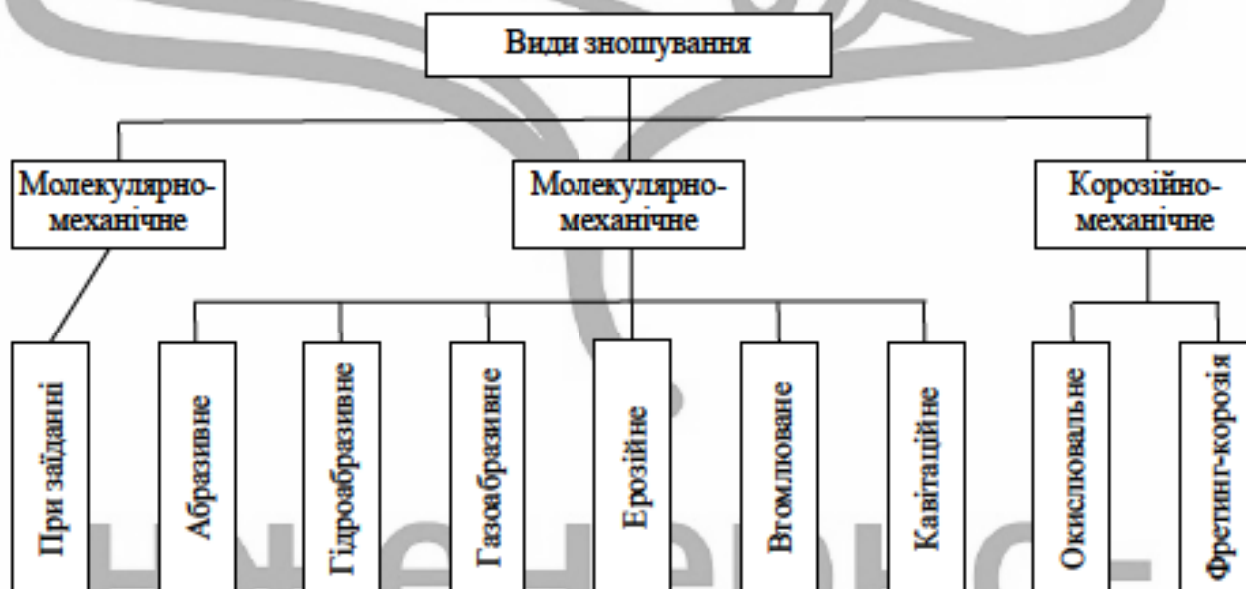 Види зношування
Молекулярно-
механічне
Молекулярно-
механічне
Корозійно-
механічне
При заїданні
Абразивне
Гідроабразивне
Газоабразивне
Ерозійне
Втомлюване
Кавітаційне
Окислювальне
Фретинг-корозія